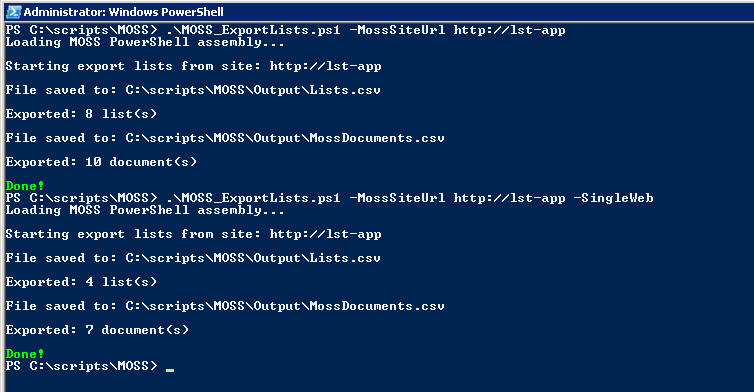 Administrator: Windows PowerShell
PS C:\scripts\MOSS> .\MOSS_ExportLists.ps1 -MossSiteUrl http://lst-app
Loading MOSS PowerShell assembly...
Starting export lists from site: http://lst-app
File saved to: C:\scripts\MOSS\Output\Lists.csv
Exported: 8 list(s)
File saved to: C:\scripts\MOSS\Output\MossDocuments.csv
Exported: 10 document(s)
Done!
PS C:\scripts\MOSS> .\MOSS_ExportLists.ps1 -MossSiteUrl http://lst-app -SingleWeb
Loading MOSS PowerShell assembly...
Starting export lists from site: http://lst-app
File saved to: C:\scripts\MOSS\Output\Lists.csv
Exported: 4 list(s)
File saved to: C:\scripts\MOSS\Output\MossDocuments.csv
Exported: 7 document(s)
Done!
PS C:\scripts\MOSS> _